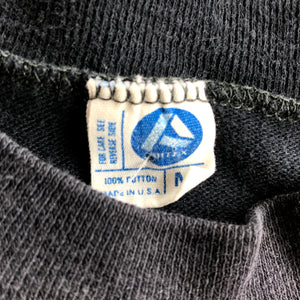 FOR CARE SEE
REVERSE SIDE
100% COTTON
MADE IN U.S.A.